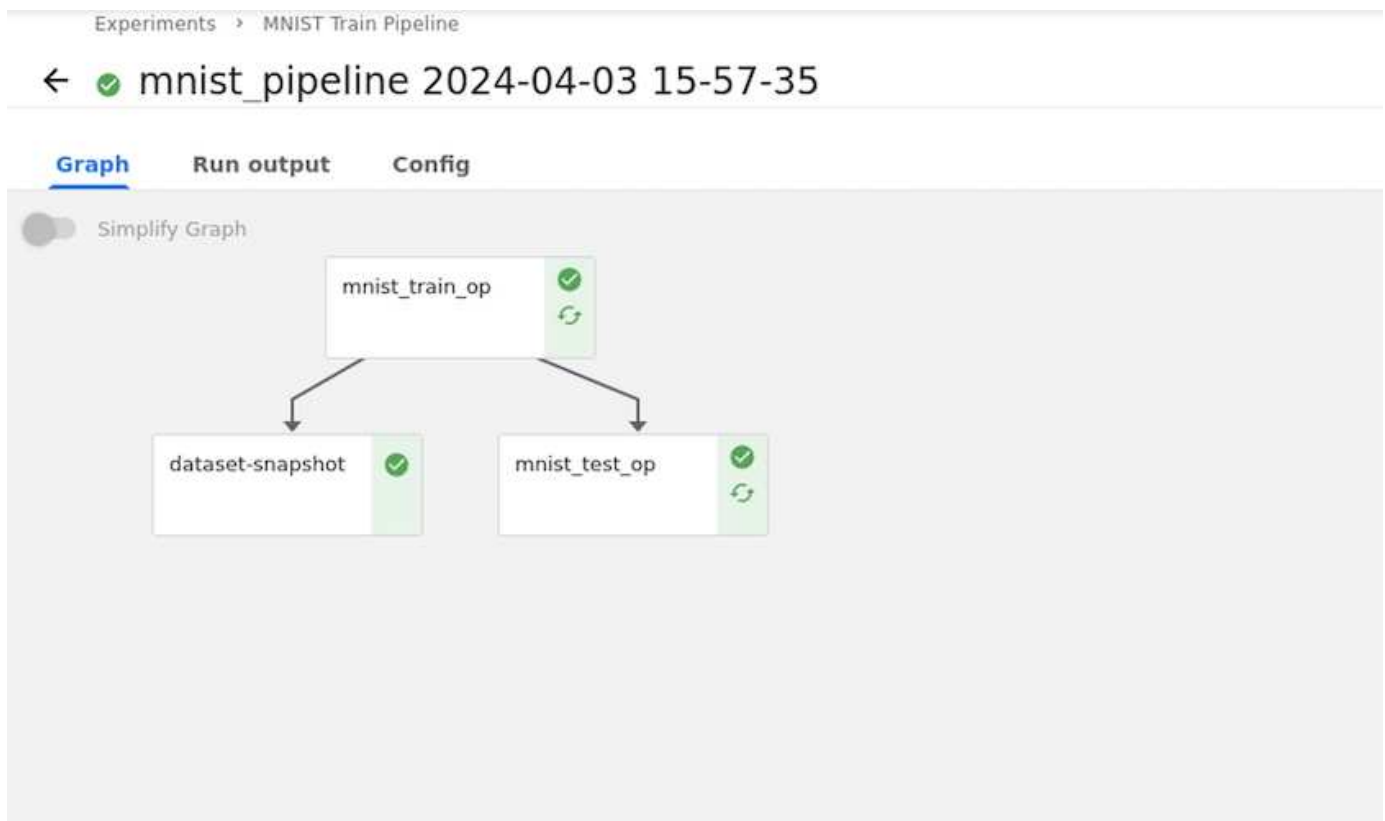 Experiments > MNIST Train Pipeline
mnist_pipeline 2024-04-03 15-57-35
Graph Run output Config
Simplify Graph
mnist_train_op
dataset-snapshot mnist_test_op